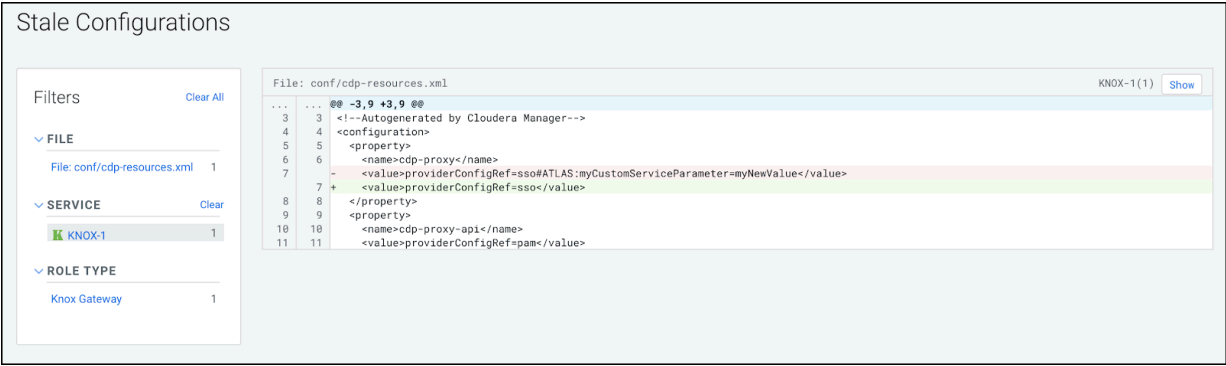 Stale Configurations
Filters Clear All
FILE
File: conf/cdp-resources.xml 1
SERVICE Clear
KNOX-1 1
ROLE TYPE
Knox Gateway 1
File: conf/cdp-resources.xml KNOX-1(1) Show
... ... @@ -3,9 +3,9 @@
3 3 <!--Autogenerated by Cloudera Manager-->
4 4 <configuration>
5 5 <property>
6 6 <name>cdp-proxy</name>
7 - <value>providerConfigRef=sso#ATLAS:myCustomServiceParameter=myNewValue</value>
7 + <value>providerConfigRef=sso</value>
8 8 </property>
9 9 <property>
10 10 <name>cdp-proxy-api</name>
11 11 <value>providerConfigRef=pam</value>